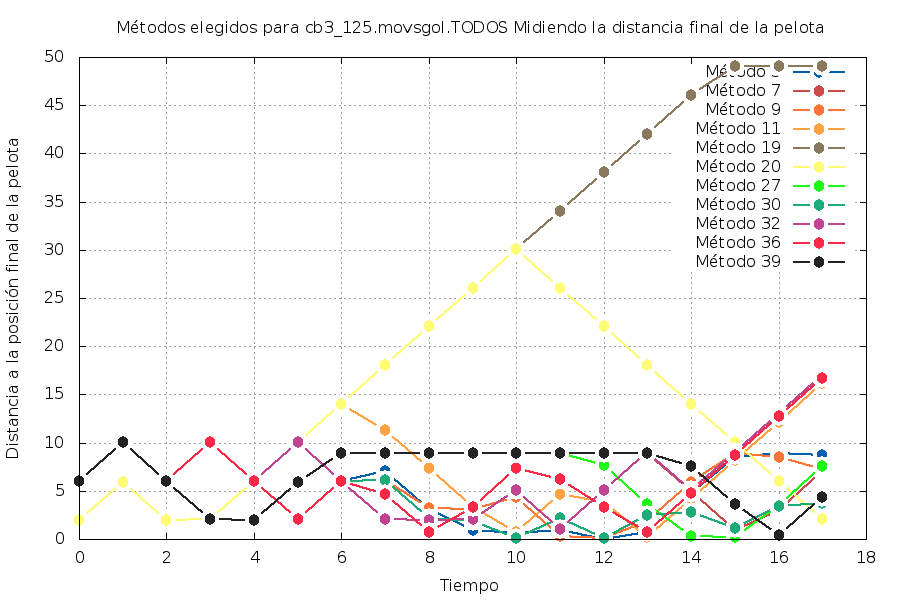 Métodos elegidos para cb3_125.movsgol.TODOS Midiendo la distancia final de la pelota
Distancia a la posición final de la pelota
50
45
40
35
30
25
20
15
10
5
0
0 2 4 6 8 10 12 14 16 18
Tiempo
Método
Método 7
Método 9
Método 11
Método 19
Método 20
Método 27
Método 30
Método 32
Método 36
Método 39